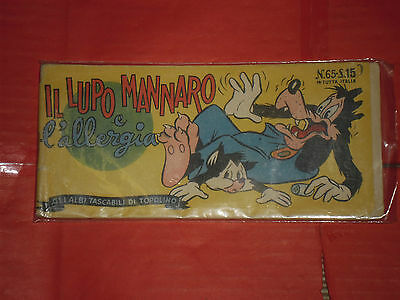 IL LUPO MANNARO
e
l'allergia
N.65-L.15
IN TUTTA ITALIA
GLI ALBI TASCABILI DI TOPOLINO